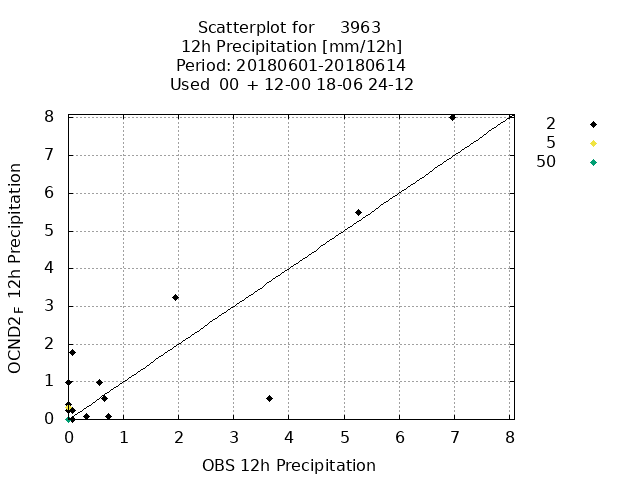 Scatterplot for 3963
12h Precipitation [mm/12h]
Period: 20180601-20180614
Used 00 + 12-00 18-06 24-12
2
5
50
8
7
6
5
4
3
2
1
0
0 1 2 3 4 5 6 7 8
OCND2F 12h Precipitation
OBS 12h Precipitation